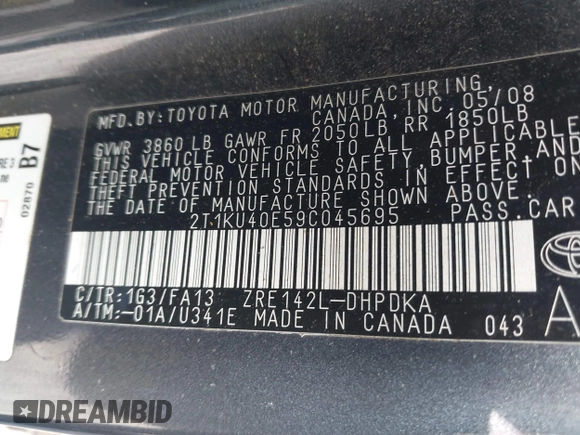 MFD. BY: TOYOTA MOTOR MANUFACTURING
CANADA, INC. 05/08
GVWR 3860 LB GAWR FR 2050LB, RR 1850LB
THIS VEHICLE CONFORMS TO ALL APPLICABLE
FEDERAL MOTOR VEHICLE SAFETY, BUMPER, AND
THEFT PREVENTION STANDARDS IN EFFECT ON
DATE OF MANUFACTURE SHOWN ABOVE.
2T1KU40E59C045695 PASS. CAR
C/TR: 1G3/FA13 ZRE142L-DHPDKA
A/TM: -01A/U341E MADE IN CANADA 043
A
B7
02870
DREAMBID